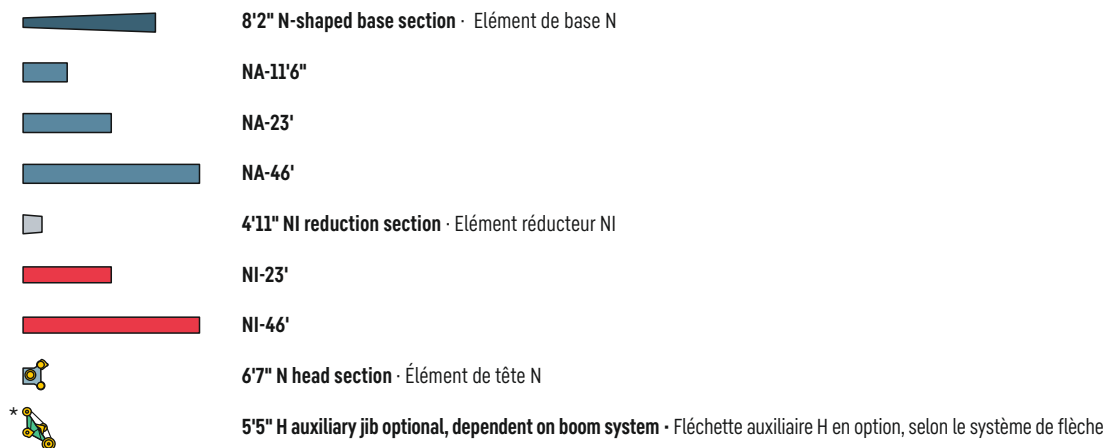 8'2" N-shaped base section · Elément de base N
NA-11'6"
NA-23'
NA-46'
4'11" NI reduction section · Elément réducteur NI
NI-23'
NI-46'
6'7" N head section · Élément de tête N
* 5'5" H auxiliary jib optional, dependent on boom system · Fléchette auxiliaire H en option, selon le système de flèche